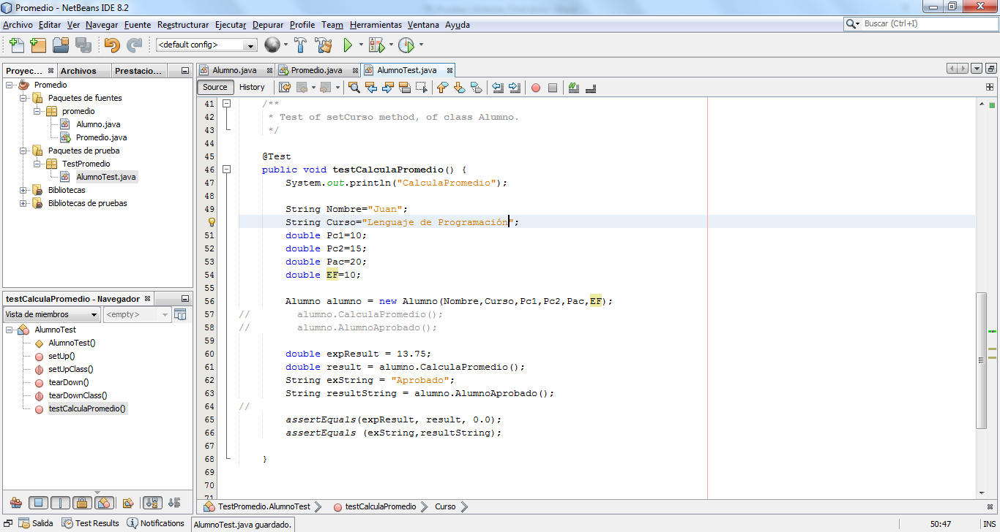 Promedio - NetBeans IDE 8.2
Archivo Editar Ver Navegar Fuente Reestructurar Ejecutar Depurar Profile Team Herramientas Ventana Ayuda
Buscar (Ctrl+I)
<default config>
Proyec...
Archivos
Prestacio...
Promedio
Paquetes de fuentes
promedio
Alumno.java
Promedio.java
Paquetes de prueba
TestPromedio
AlumnoTest.java
Bibliotecas
Bibliotecas de pruebas
testCalculaPromedio - Navegador
Vista de miembros
<empty>
AlumnoTest
AlumnoTest()
setUp()
setUpClass()
tearDown()
tearDownClass()
testCalculaPromedio()
Alumno.java
Promedio.java
AlumnoTest.java
Source
History
41 /**
42 * Test of setCurso method, of class Alumno.
43 */
44
45 @Test
46 public void testCalculaPromedio() {
47 System.out.println("CalculaPromedio");
48
49 String Nombre="Juan";
String Curso="Lenguaje de Programación";
51 double Pc1=10;
52 double Pc2=15;
53 double Pac=20;
54 double EF=10;
55
56 Alumno alumno = new Alumno(Nombre,Curso,Pc1,Pc2,Pac,EF);
57 // alumno.CalculaPromedio();
58 // alumno.AlumnoAprobado();
59
60 double expResult = 13.75;
61 double result = alumno.CalculaPromedio();
62 String exString = "Aprobado";
63 String resultString = alumno.AlumnoAprobado();
64 //
65 assertEquals(expResult, result, 0.0);
66 assertEquals (exString,resultString);
67
68 }
69
70
71
TestPromedio.AlumnoTest
testCalculaPromedio
Curso
Salida
Test Results
Notifications
AlumnoTest.java guardado.
50:47
INS